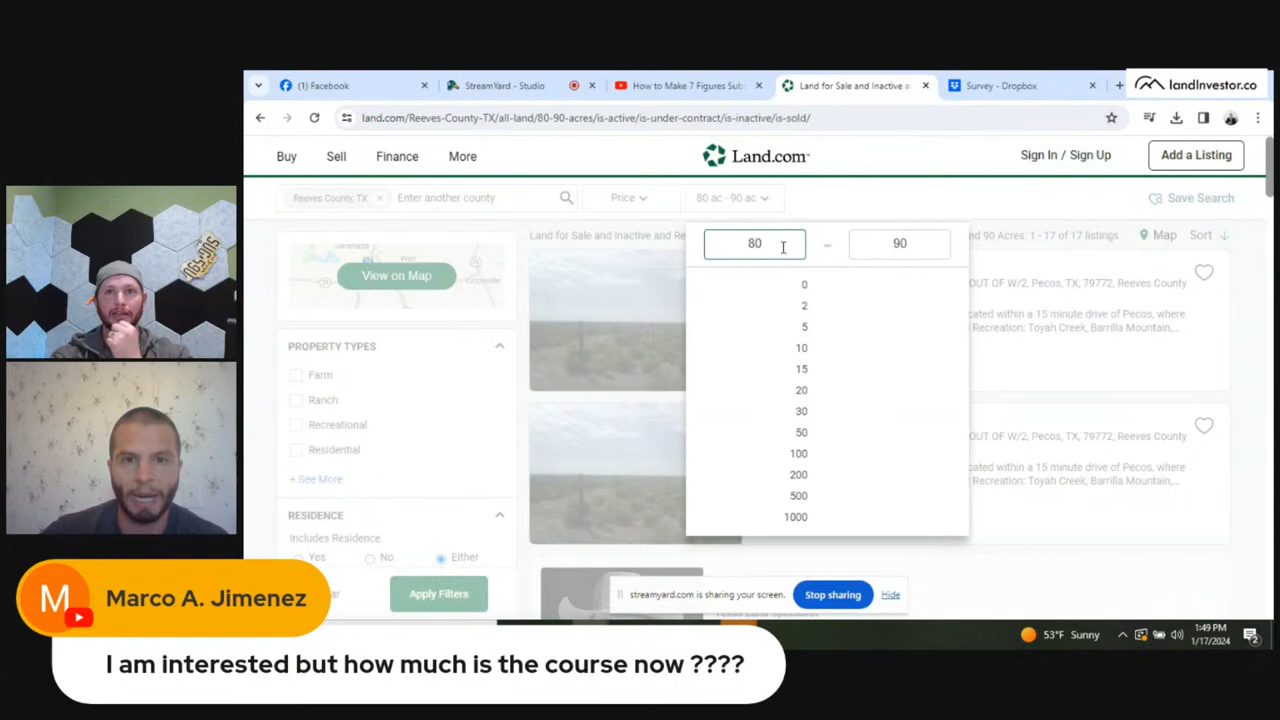 (1) Facebook
StreamYard - Studio
How to Make 7 Figures Sub
Land for Sale and Inactive a
Survey - Dropbox
landInvestor.co
land.com/Reeves-County-TX/all-land/80-90-acres/is-active/is-under-contract/is-inactive/is-sold/
Buy
Sell
Finance
More
Land.com
Sign In / Sign Up
Add a Listing
Reeves County, TX
Enter another county
Price
80 ac - 90 ac
Save Search
View on Map
Land for Sale and Inactive and Re
nd 90 Acres: 1 - 17 of 17 listings
Map
Sort
80
–
90
0
2
5
10
15
20
30
50
100
200
500
1000
OUT OF W/2, Pecos, TX, 79772, Reeves County
cated within a 15 minute drive of Pecos, where
Recreation: Toyah Creek, Barrilla Mountain,...
OUT OF W/2, Pecos, TX, 79772, Reeves County
cated within a 15 minute drive of Pecos, where
Recreation: Toyah Creek, Barrilla Mountain,...
PROPERTY TYPES
Farm
Ranch
Recreational
Residential
+ See More
RESIDENCE
Includes Residence
Yes
No
Either
Apply Filters
streamyard.com is sharing your screen.
Stop sharing
Hide
53°F Sunny
1:49 PM
1/17/2024
2
M
Marco A. Jimenez
I am interested but how much is the course now ????